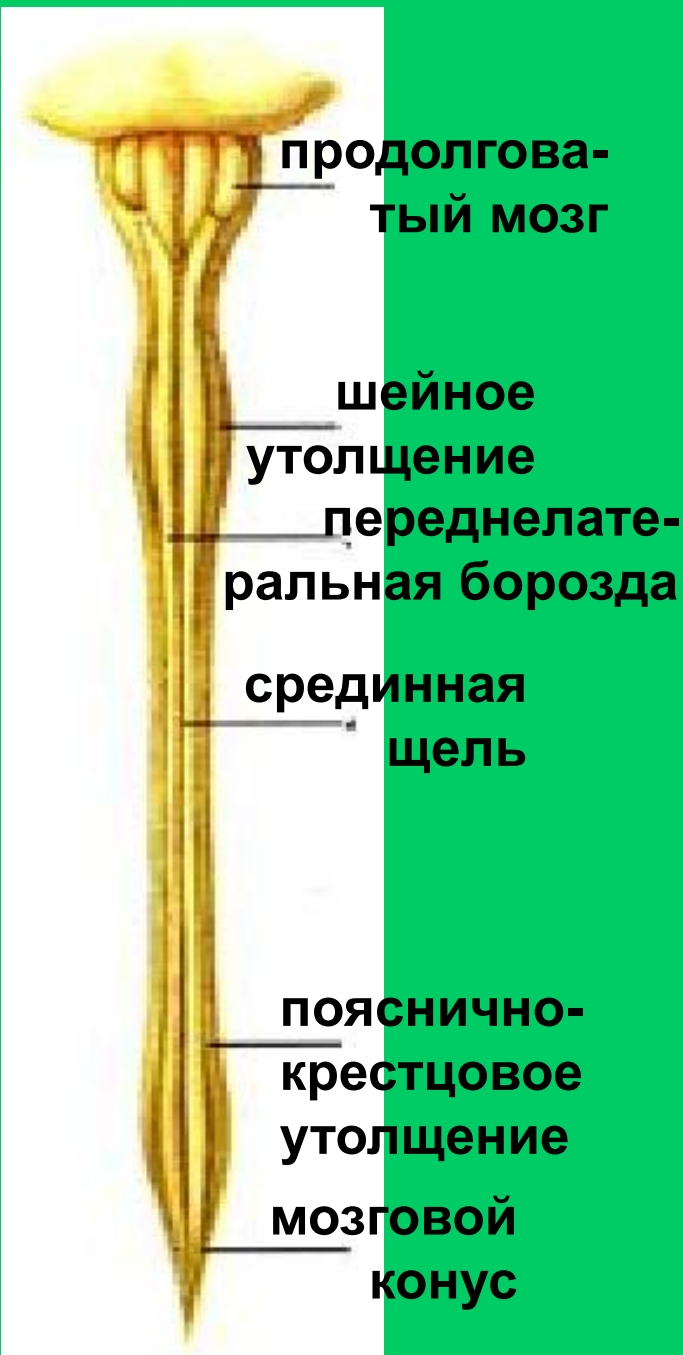 продолгова-
тый мозг
шейное
утолщение
переднелате-
ральная борозда
срединная
щель
пояснично-
крестцовое
утолщение
мозговой
конус